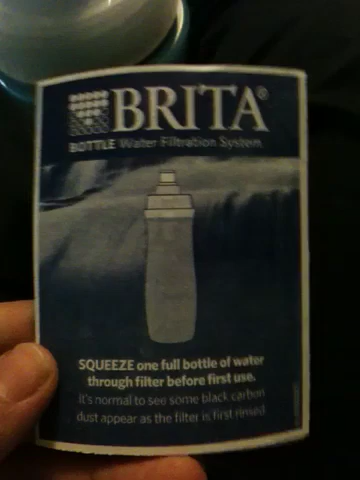 BRITA®
BOTTLE Water Filtration System
SQUEEZE one full bottle of water
through filter before first use.
It's normal to see some black carbon
dust appear as the filter is first rinsed